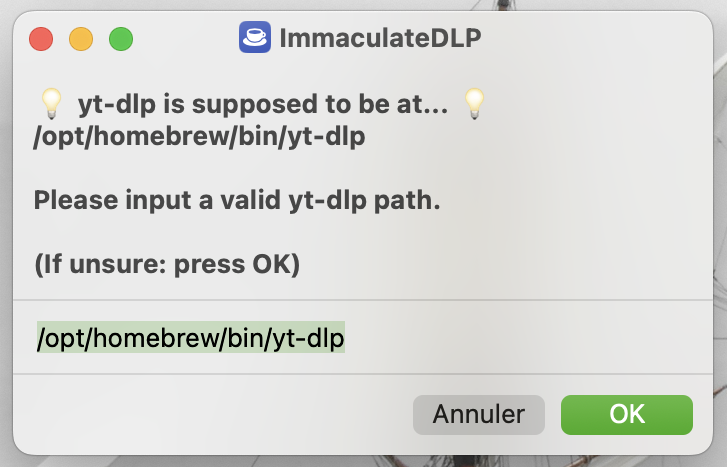 ImmaculateDLP
💡 yt-dlp is supposed to be at... 💡
/opt/homebrew/bin/yt-dlp
Please input a valid yt-dlp path.
(If unsure: press OK)
/opt/homebrew/bin/yt-dlp
Annuler
OK